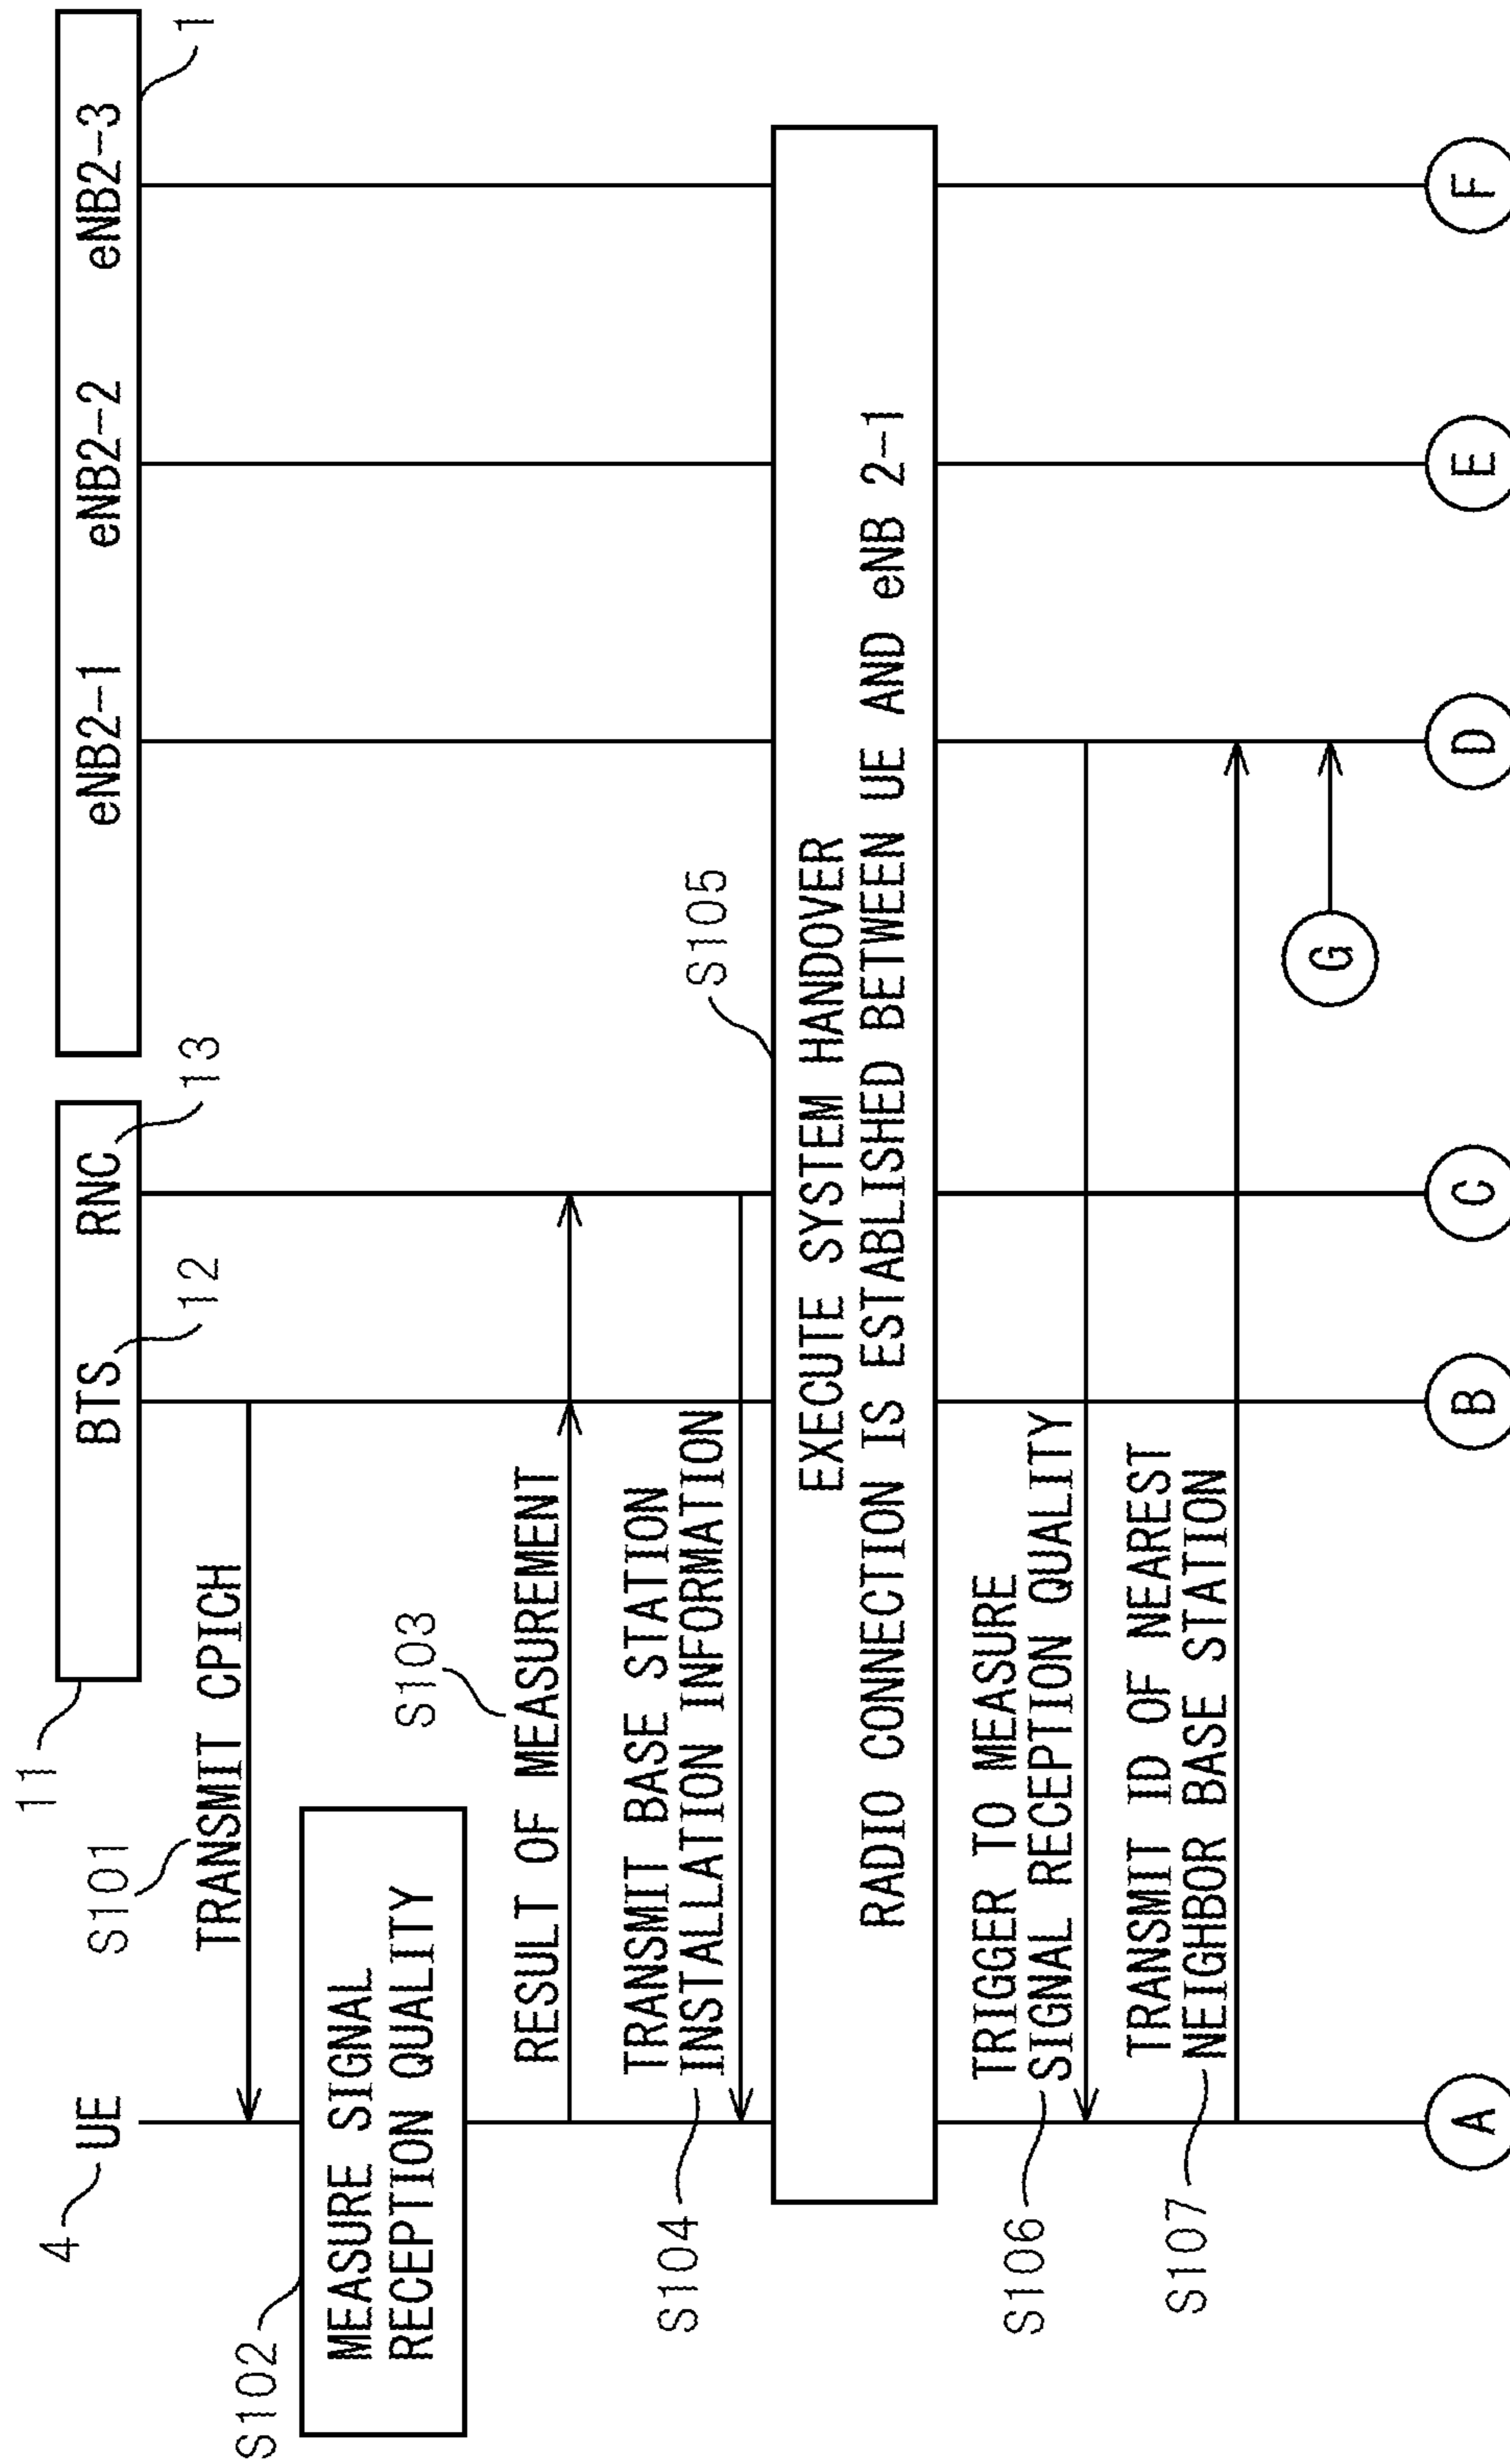 4
UE
11
BTS
12
RNC
13
eNB2-1
eNB2-2
eNB2-3
1
S101
TRANSMIT CPICH
S102
MEASURE SIGNAL
RECEPTION QUALITY
S103
RESULT OF MEASUREMENT
S104
TRANSMIT BASE STATION
INSTALLATION INFORMATION
S105
EXECUTE SYSTEM HANDOVER
RADIO CONNECTION IS ESTABLISHED BETWEEN UE AND eNB 2-1
S106
TRIGGER TO MEASURE
SIGNAL RECEPTION QUALITY
S107
TRANSMIT ID OF NEAREST
NEIGHBOR BASE STATION
G
A
B
C
D
E
F